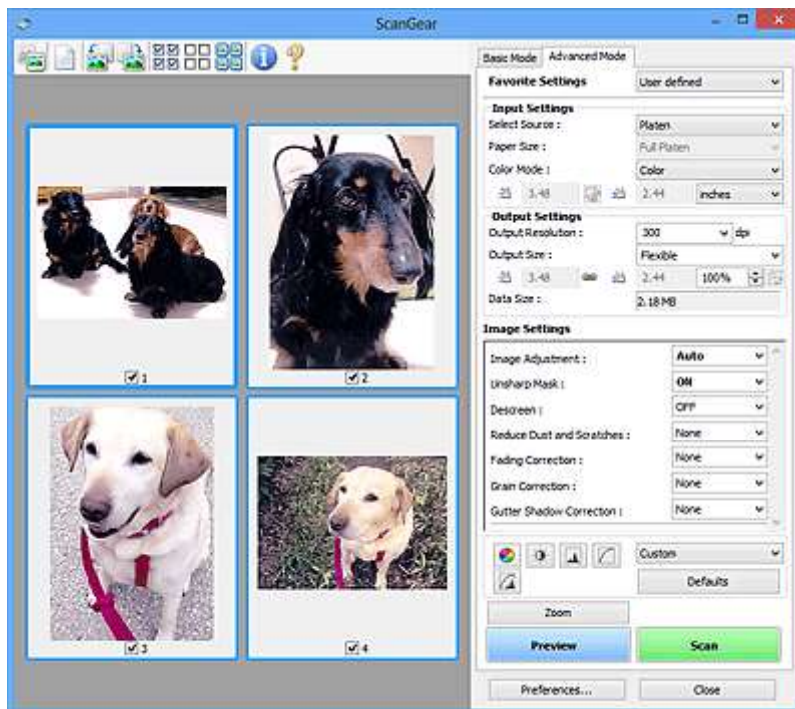 ScanGear
Basic Mode Advanced Mode
Favorite Settings User defined
Input Settings
Select Source : Platen
Paper Size : Full Platen
Color Mode : Color
3.48 2.44 inches
Output Settings
Output Resolution : 300 dpi
Output Size : Flexible
3.48 2.44 100%
Data Size : 2.18 MB
Image Settings
Image Adjustment : Auto
Unsharp Mask : ON
Descreen : OFF
Reduce Dust and Scratches : None
Fading Correction : None
Grain Correction : None
Gutter Shadow Correction : None
Custom
Defaults
Zoom
Preview Scan
Preferences... Close
1
2
3
4